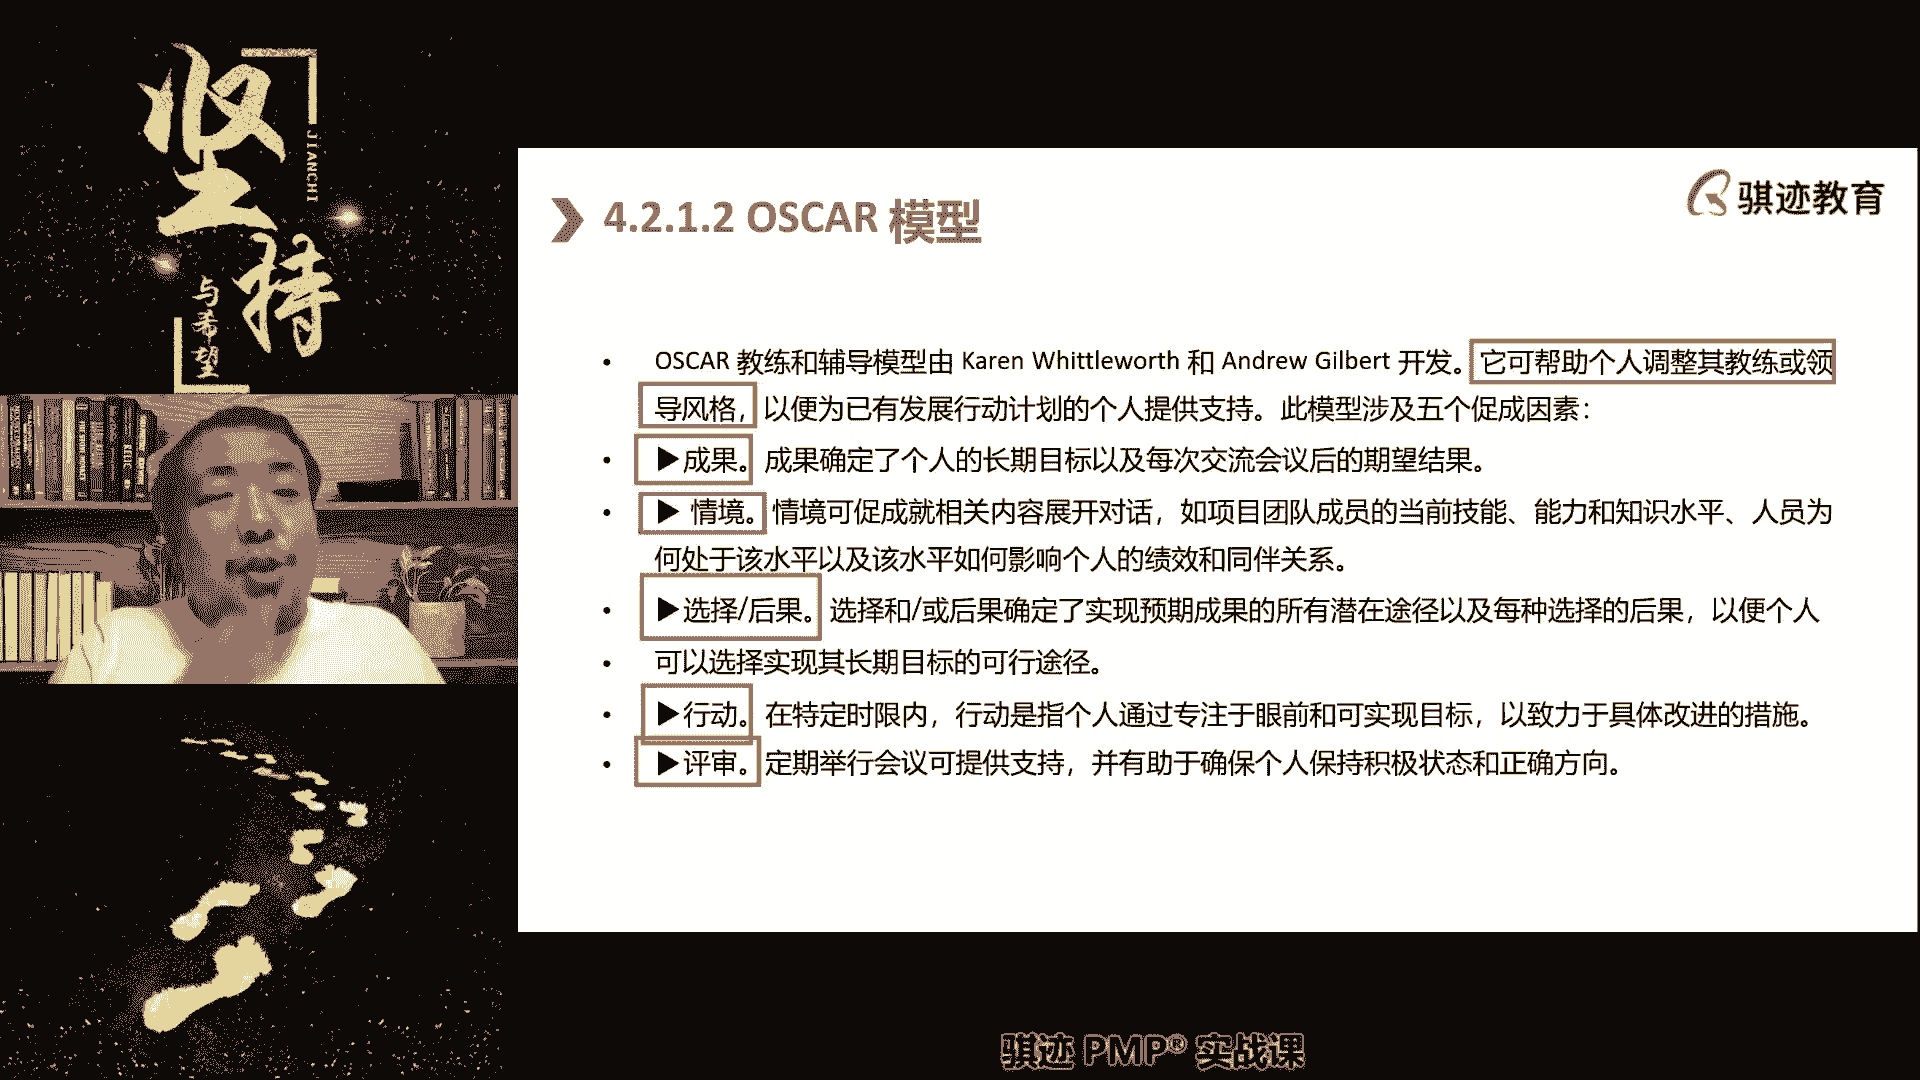 坚持
JIANCHI
与希望
骐迹教育
4.2.1.2 OSCAR 模型
• OSCAR 教练和辅导模型由 Karen Whittleworth 和 Andrew Gilbert 开发。它可帮助个人调整其教练或领
导风格，以便为已有发展行动计划的个人提供支持。此模型涉及五个促成因素：
• ▶成果。成果确定了个人的长期目标以及每次交流会议后的期望结果。
• ▶ 情境。情境可促成就相关内容展开对话，如项目团队成员的当前技能、能力和知识水平、人员为
何处于该水平以及该水平如何影响个人的绩效和同伴关系。
• ▶选择/后果。选择和/或后果确定了实现预期成果的所有潜在途径以及每种选择的后果，以便个人
• 可以选择实现其长期目标的可行途径。
• ▶行动。在特定时限内，行动是指个人通过专注于眼前和可实现目标，以致力于具体改进的措施。
• ▶评审。定期举行会议可提供支持，并有助于确保个人保持积极状态和正确方向。
骐迹 PMP® 实战课